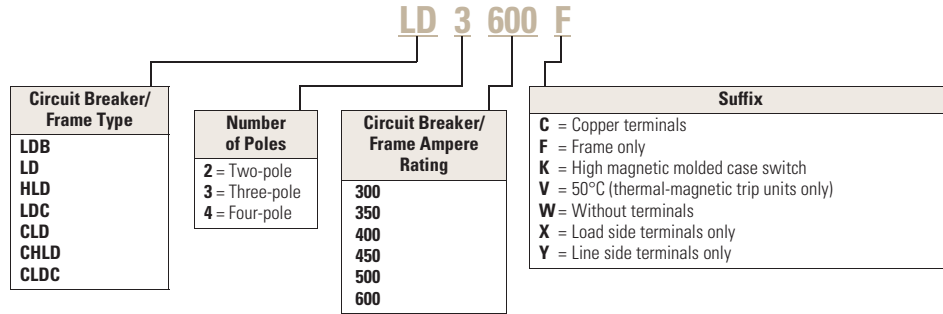 LD 3 600 F
Circuit Breaker/
Frame Type
LDB
LD
HLD
LDC
CLD
CHLD
CLDC
Number
of Poles
2 = Two-pole
3 = Three-pole
4 = Four-pole
Circuit Breaker/
Frame Ampere
Rating
300
350
400
450
500
600
Suffix
C = Copper terminals
F = Frame only
K = High magnetic molded case switch
V = 50°C (thermal-magnetic trip units only)
W = Without terminals
X = Load side terminals only
Y = Line side terminals only